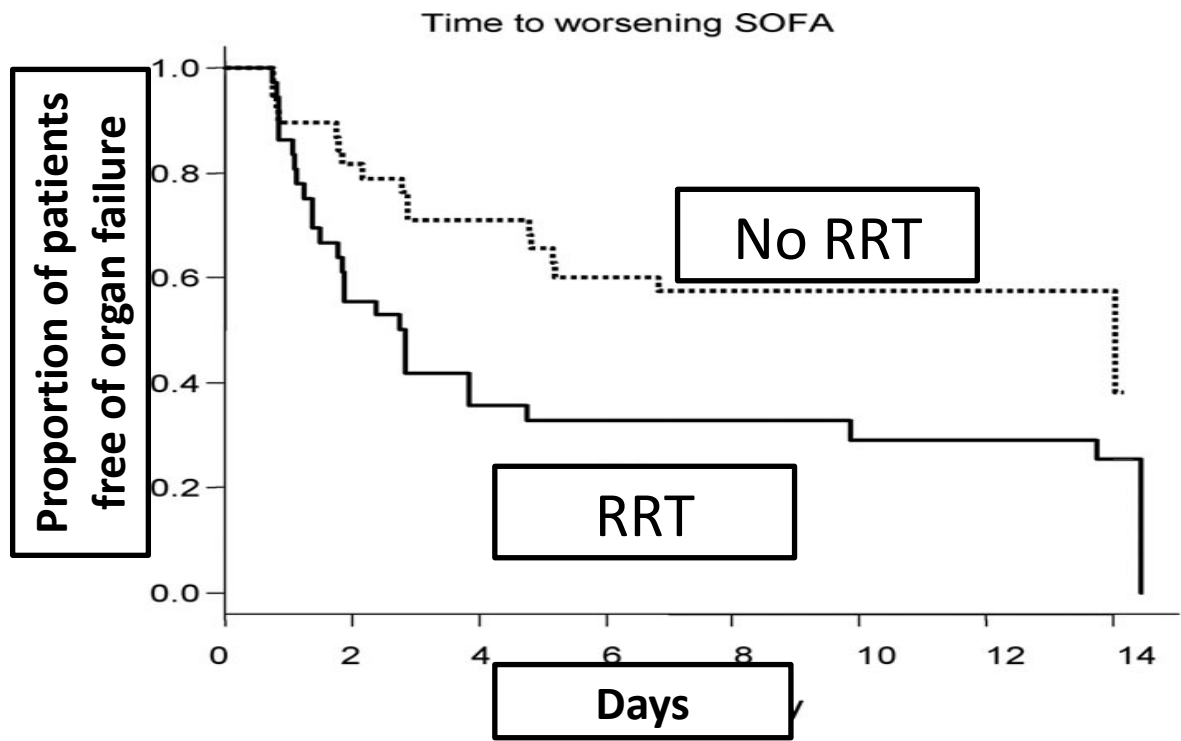 Time to worsening SOFA
Proportion of patients
free of organ failure
1.0
0.8
0.6
0.4
0.2
0.0
No RRT
RRT
0 2 4 6 8 10 12 14
Days